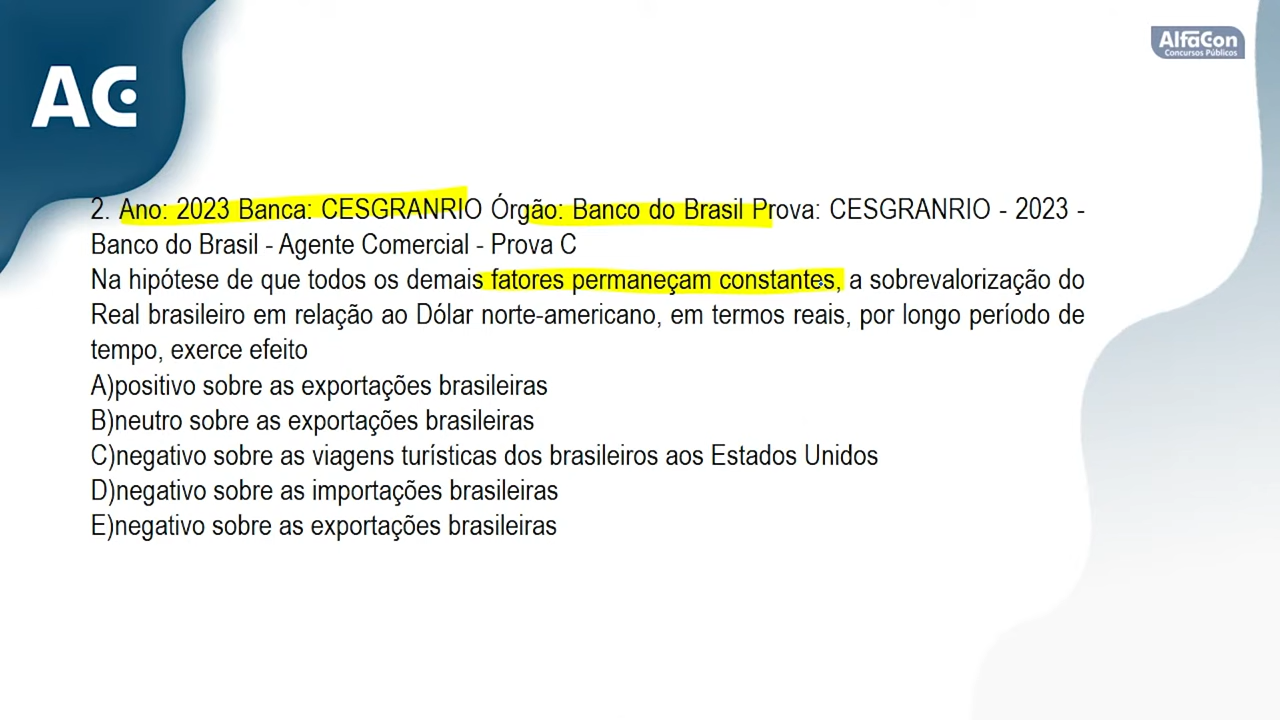 AC
AlfaCon
Concursos Públicos
2. Ano: 2023 Banca: CESGRANRIO Órgão: Banco do Brasil Prova: CESGRANRIO - 2023 -
Banco do Brasil - Agente Comercial - Prova C
Na hipótese de que todos os demais fatores permaneçam constantes, a sobrevalorização do
Real brasileiro em relação ao Dólar norte-americano, em termos reais, por longo período de
tempo, exerce efeito
A)positivo sobre as exportações brasileiras
B)neutro sobre as exportações brasileiras
C)negativo sobre as viagens turísticas dos brasileiros aos Estados Unidos
D)negativo sobre as importações brasileiras
E)negativo sobre as exportações brasileiras